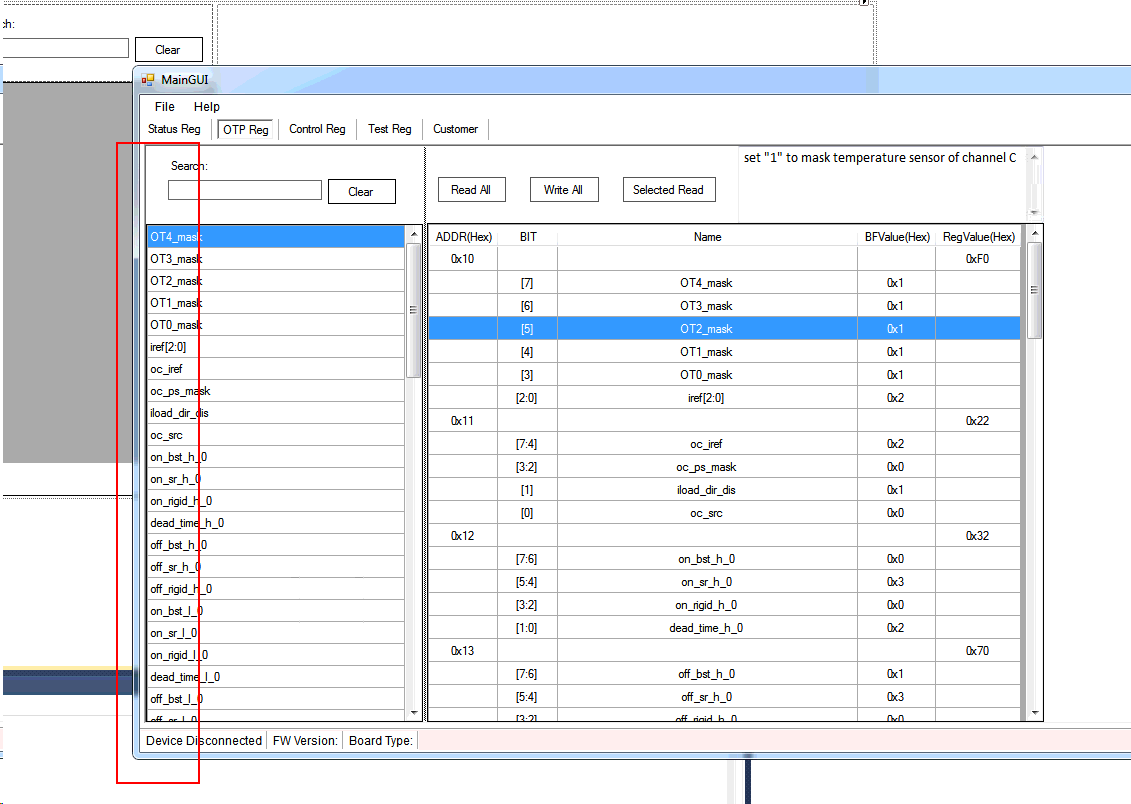 ch:
Clear
MainGUI
File Help
Status Reg OTP Reg Control Reg Test Reg Customer
Search:
Clear
Read All Write All Selected Read
set "1" to mask temperature sensor of channel C
OT4_mask
OT3_mask
OT2_mask
OT1_mask
OT0_mask
iref[2:0]
oc_iref
oc_ps_mask
iload_dir_dis
oc_src
on_bst_h_0
on_sr_h_0
on_rigid_h_0
dead_time_h_0
off_bst_h_0
off_sr_h_0
off_rigid_h_0
on_bst_l_0
on_sr_l_0
on_rigid_l_0
dead_time_l_0
off_bst_l_0
off_sr_l_0
ADDR(Hex) BIT Name BFValue(Hex) RegValue(Hex)
0x10 0xF0
[7] OT4_mask 0x1
[6] OT3_mask 0x1
[5] OT2_mask 0x1
[4] OT1_mask 0x1
[3] OT0_mask 0x1
[2:0] iref[2:0] 0x2
0x11 0x22
[7:4] oc_iref 0x2
[3:2] oc_ps_mask 0x0
[1] iload_dir_dis 0x1
[0] oc_src 0x0
0x12 0x32
[7:6] on_bst_h_0 0x0
[5:4] on_sr_h_0 0x3
[3:2] on_rigid_h_0 0x0
[1:0] dead_time_h_0 0x2
0x13 0x70
[7:6] off_bst_h_0 0x1
[5:4] off_sr_h_0 0x3
[3:2] off_rigid_h_0 0x0
Device Disconnected FW Version: Board Type: